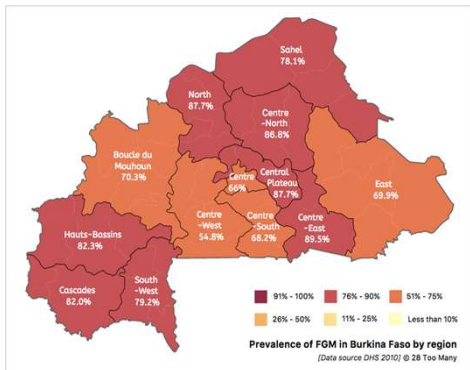 Sahel
78.1%
North
87.7%
Centre
-North
86.8%
Boucle du
Mouhoun
70.3%
Centre
66%
Central
Plateau
87.7%
East
69.9%
Centre
-West
54.8%
Centre
-South
68.2%
Centre
-East
89.5%
Hauts-Bassins
82.3%
Cascades
82.0%
South
-West
79.2%
91% - 100%
76% - 90%
51% - 75%
26% - 50%
11% - 25%
Less than 10%
Prevalence of FGM in Burkina Faso by region
[Data source DHS 2010] © 28 Too Many